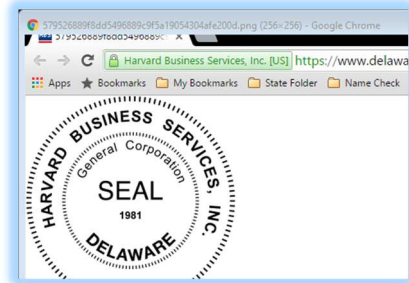 579526889f8dd5496889c9f5a19054304afe200d.png (256×256) - Google Chrome
579526889f8dd5496889c
Harvard Business Services, Inc. [US] https://www.delawa
Apps Bookmarks My Bookmarks State Folder Name Check
HARVARD BUSINESS SERVICES, INC.
General Corporation
SEAL
1981
DELAWARE